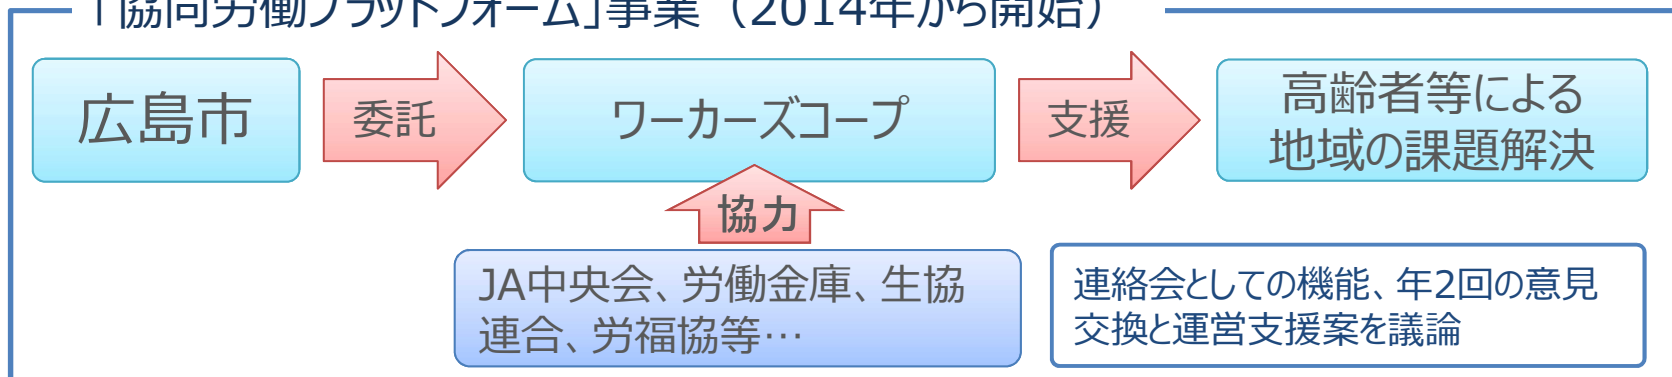 「協同労働プラットフォーム」事業（2014年から開始）
広島市
委託
ワーカーズコープ
支援
高齢者等による
地域の課題解決
協力
JA中央会、労働金庫、生協
連合、労福協等…
連絡会としての機能、年2回の意見
交換と運営支援案を議論